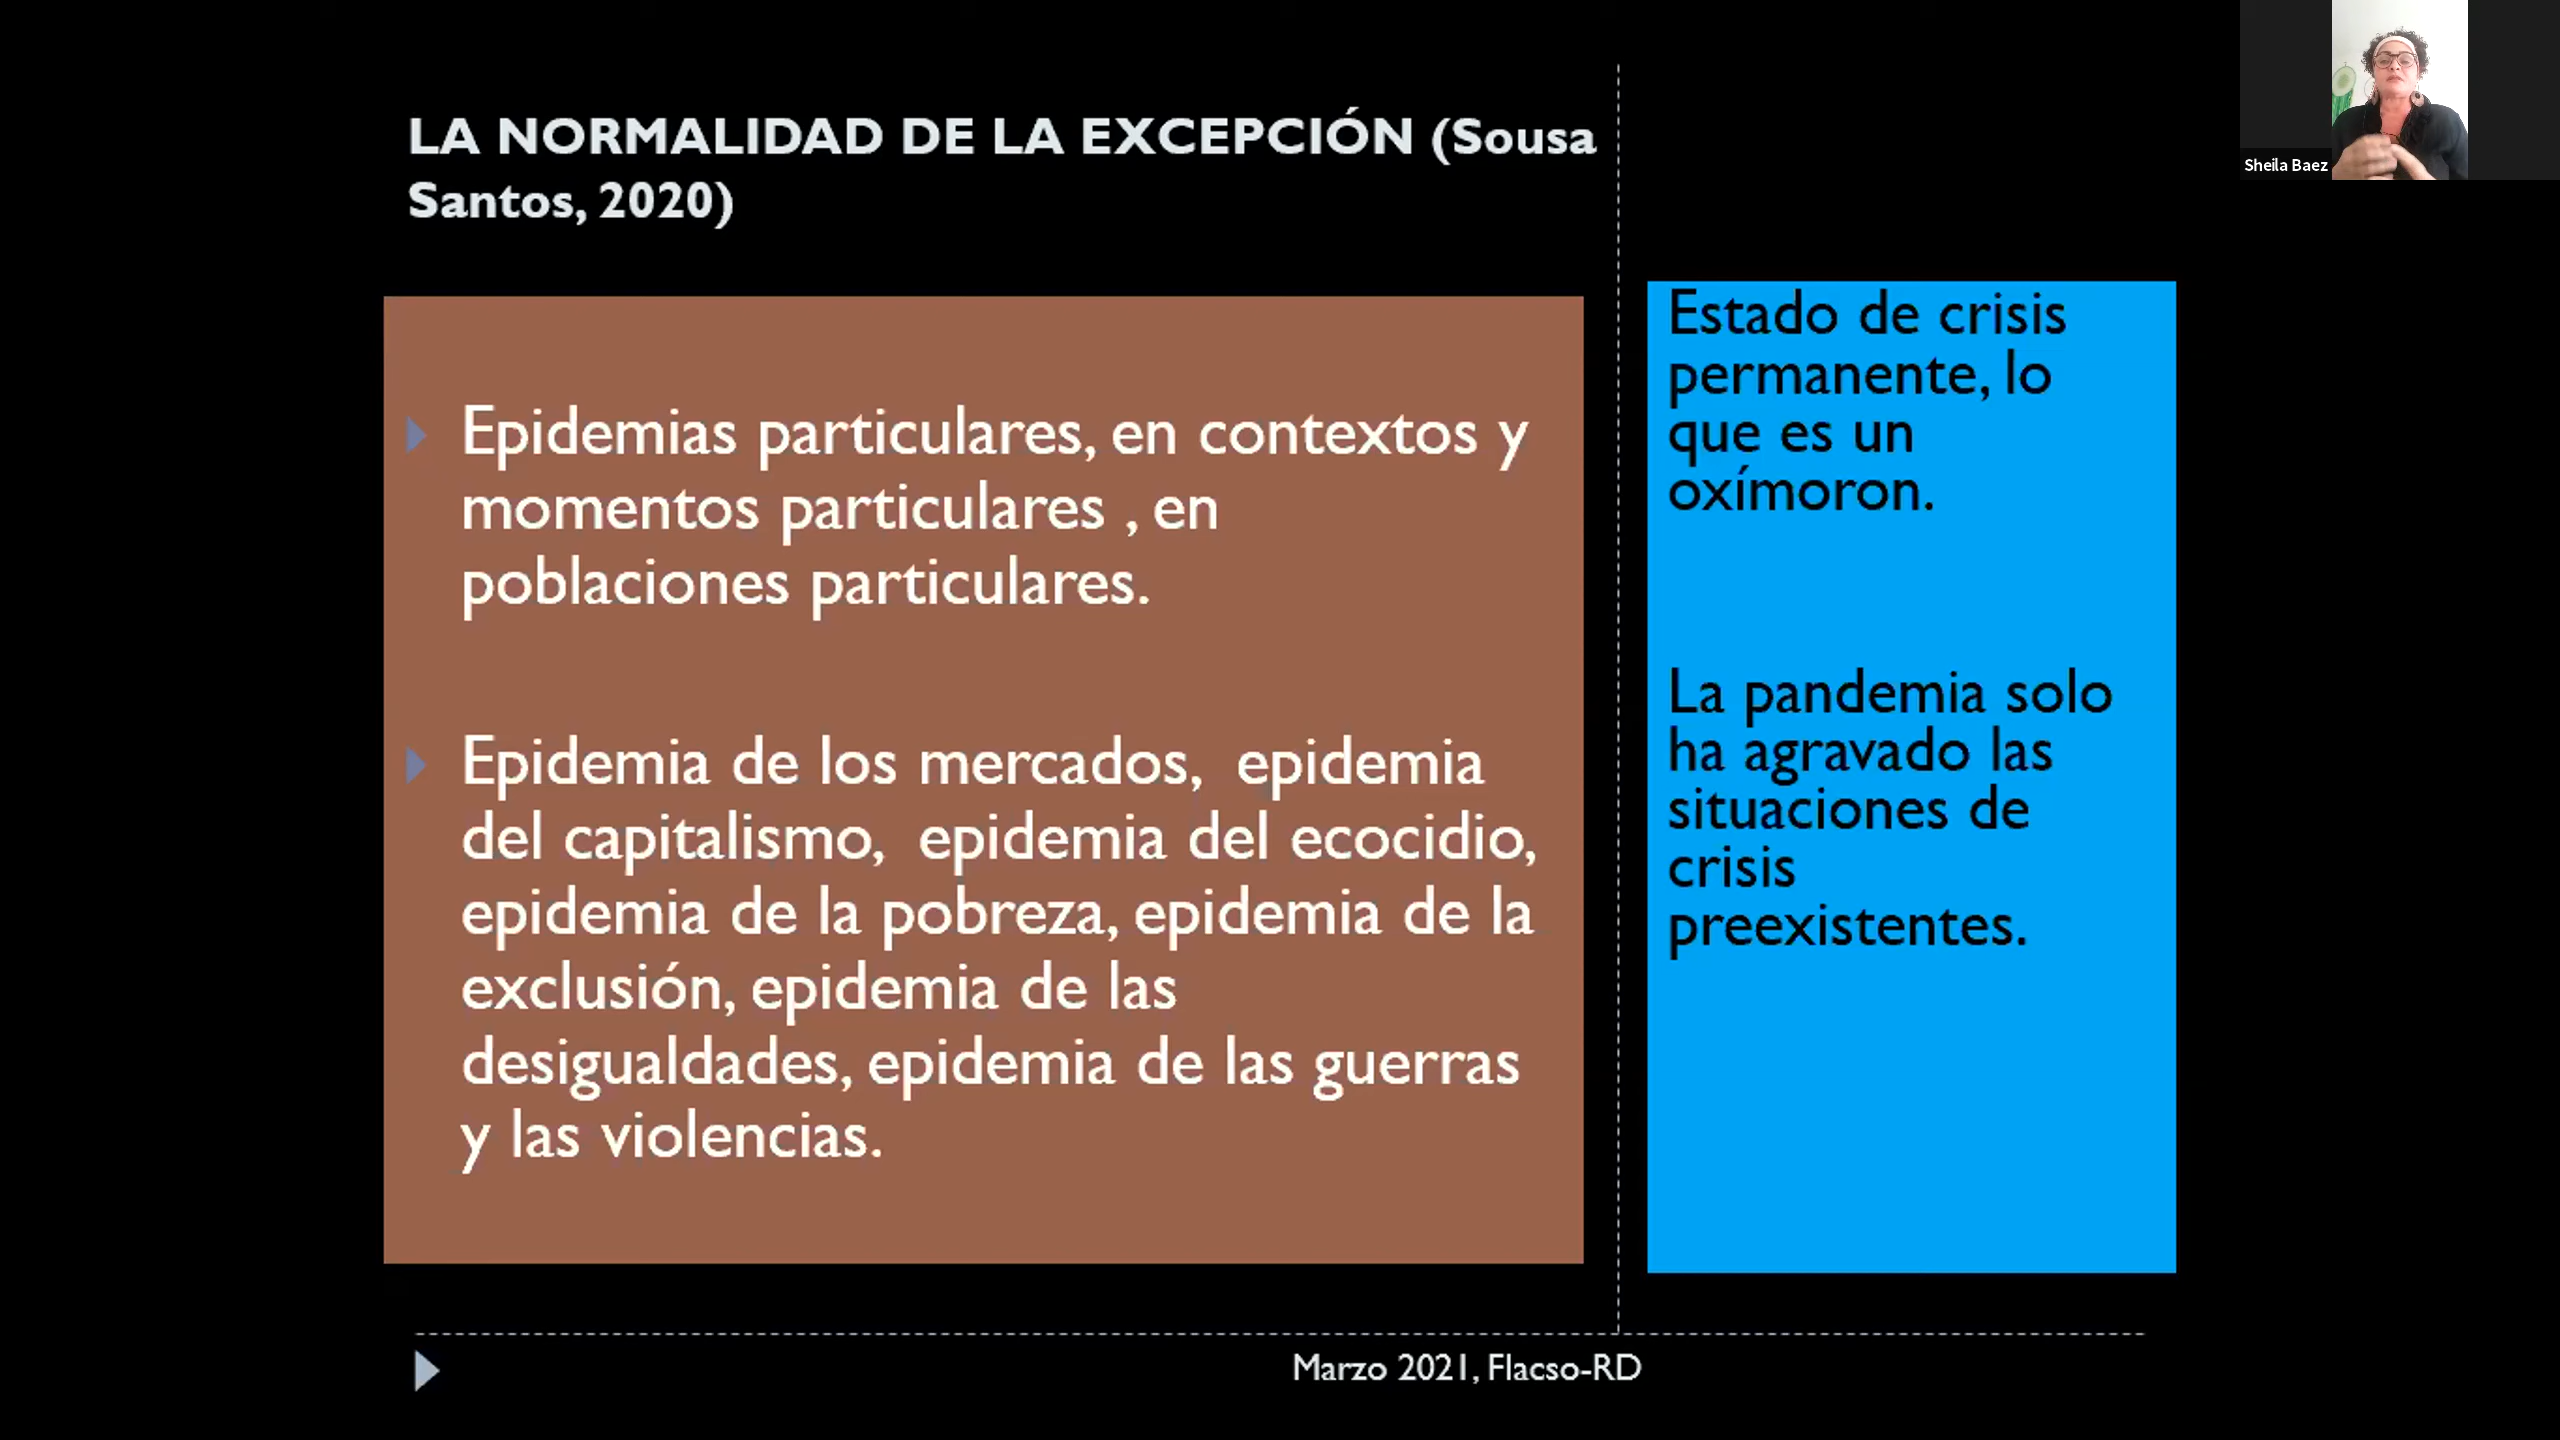 LA NORMALIDAD DE LA EXCEPCIÓN (Sousa
Santos, 2020)
Epidemias particulares, en contextos y
momentos particulares , en
poblaciones particulares.
Epidemia de los mercados, epidemia
del capitalismo, epidemia del ecocidio,
epidemia de la pobreza, epidemia de la
exclusión, epidemia de las
desigualdades, epidemia de las guerras
y las violencias.
Estado de crisis
permanente, lo
que es un
oxímoron.
La pandemia solo
ha agravado las
situaciones de
crisis
preexistentes.
Marzo 2021, Flacso-RD
Sheila Baez